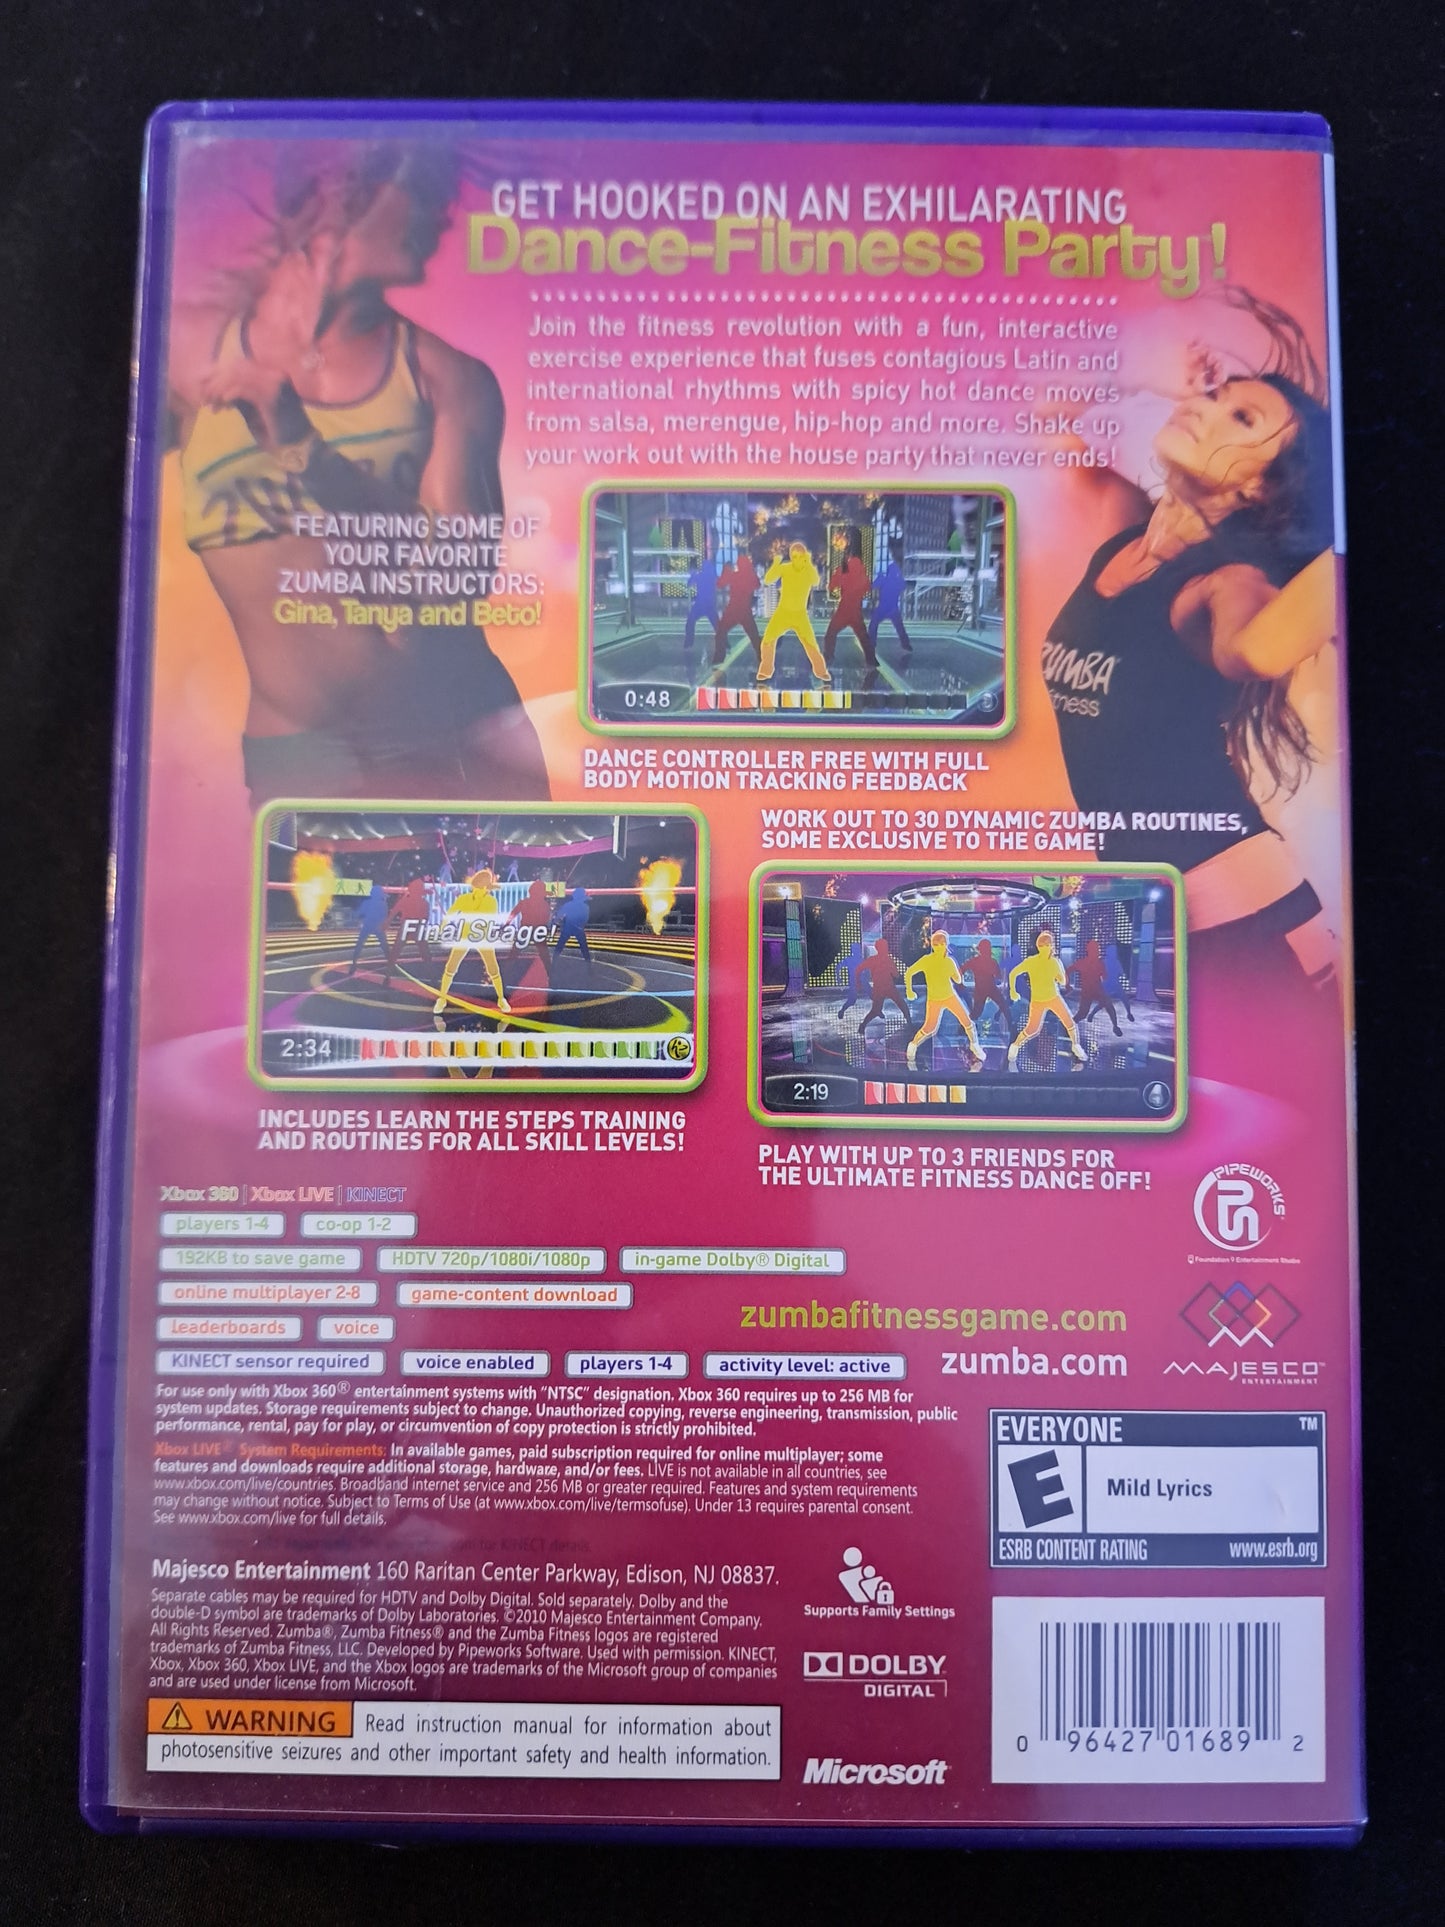 GET HOOKED ON AN EXHILARATING
Dance-Fitness Party!
Join the fitness revolution with a fun, interactive
exercise experience that fuses contagious Latin and
international rhythms with spicy hot dance moves
from salsa, merengue, hip-hop and more. Shake up
your work out with the house party that never ends!
FEATURING SOME OF
YOUR FAVORITE
ZUMBA INSTRUCTORS:
Gina, Tanya and Beto!
ZUMBA
fitness
0:48
DANCE CONTROLLER FREE WITH FULL
BODY MOTION TRACKING FEEDBACK
WORK OUT TO 30 DYNAMIC ZUMBA ROUTINES,
SOME EXCLUSIVE TO THE GAME!
Final Stage!
2:34
2:19
INCLUDES LEARN THE STEPS TRAINING
AND ROUTINES FOR ALL SKILL LEVELS!
PLAY WITH UP TO 3 FRIENDS FOR
THE ULTIMATE FITNESS DANCE OFF!
PIPEWORKS
A Foundation 9 Entertainment Studio
Xbox 360 | Xbox LIVE | KINECT
players 1-4 co-op 1-2
192KB to save game HDTV 720p/1080i/1080p in-game Dolby® Digital
online multiplayer 2-8 game-content download
leaderboards voice
KINECT sensor required voice enabled players 1-4 activity level: active
zumbafitnessgame.com
zumba.com
MAJESCO™
ENTERTAINMENT
For use only with Xbox 360® entertainment systems with "NTSC" designation. Xbox 360 requires up to 256 MB for
system updates. Storage requirements subject to change. Unauthorized copying, reverse engineering, transmission, public
performance, rental, pay for play, or circumvention of copy protection is strictly prohibited.
Xbox LIVE® System Requirements: In available games, paid subscription required for online multiplayer; some
features and downloads require additional storage, hardware, and/or fees. LIVE is not available in all countries, see
www.xbox.com/live/countries. Broadband internet service and 256 MB or greater required. Features and system requirements
may change without notice. Subject to Terms of Use (at www.xbox.com/live/termsofuse). Under 13 requires parental consent.
See www.xbox.com/live for full details.
for KINECT details.
Majesco Entertainment 160 Raritan Center Parkway, Edison, NJ 08837.
Separate cables may be required for HDTV and Dolby Digital. Sold separately. Dolby and the
double-D symbol are trademarks of Dolby Laboratories. ©2010 Majesco Entertainment Company.
All Rights Reserved. Zumba®, Zumba Fitness® and the Zumba Fitness logos are registered
trademarks of Zumba Fitness, LLC. Developed by Pipeworks Software. Used with permission. KINECT,
Xbox, Xbox 360, Xbox LIVE, and the Xbox logos are trademarks of the Microsoft group of companies
and are used under license from Microsoft.
WARNING Read instruction manual for information about
photosensitive seizures and other important safety and health information.
Supports Family Settings
DOLBY
DIGITAL
Microsoft
EVERYONE ™
E
Mild Lyrics
ESRB CONTENT RATING www.esrb.org
0 96427 01689 2